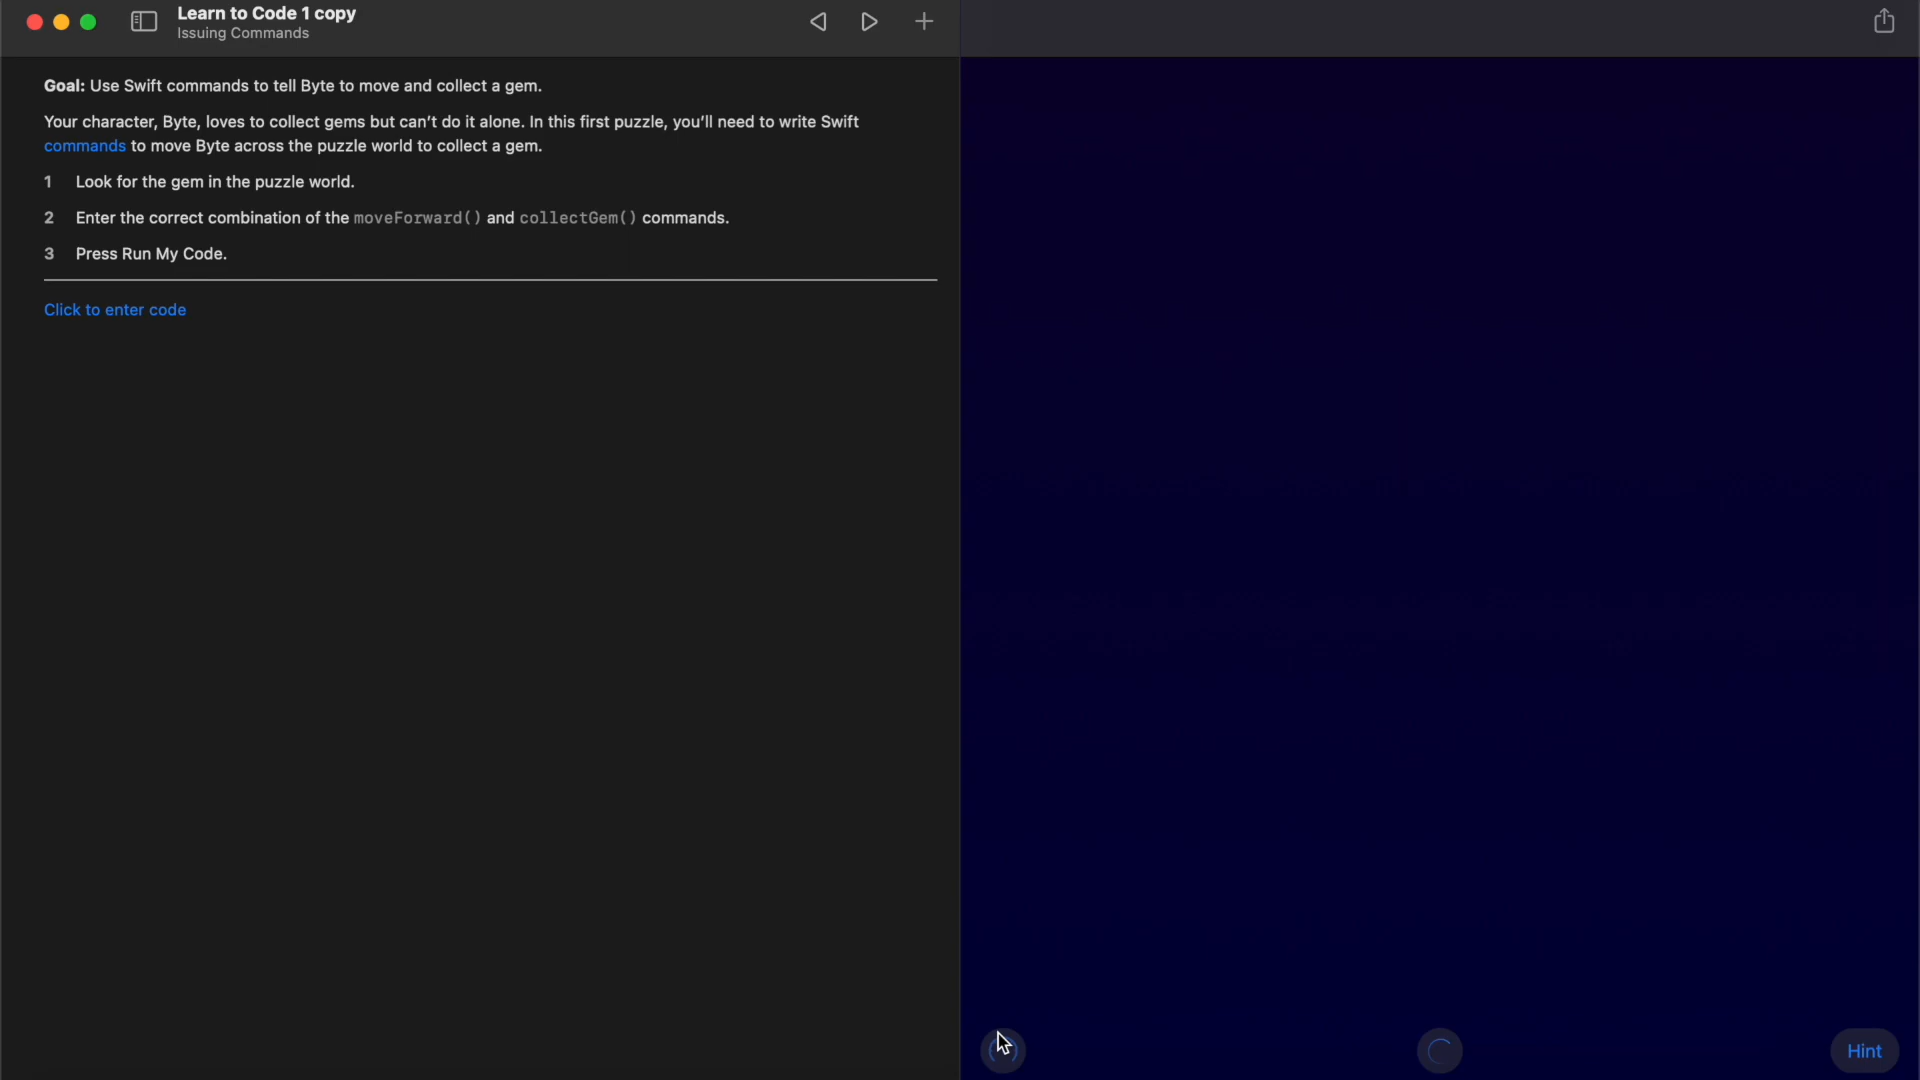 Learn to Code 1 copy
Issuing Commands
Goal: Use Swift commands to tell Byte to move and collect a gem.
Your character, Byte, loves to collect gems but can’t do it alone. In this first puzzle, you’ll need to write Swift
commands to move Byte across the puzzle world to collect a gem.
1 Look for the gem in the puzzle world.
2 Enter the correct combination of the moveForward() and collectGem() commands.
3 Press Run My Code.
Click to enter code
Hint